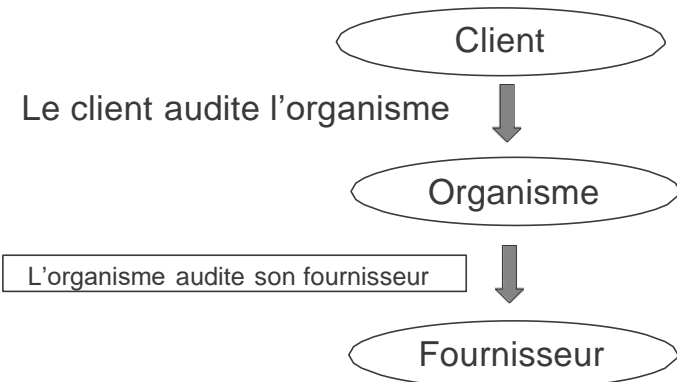 Client
Le client audite l’organisme
Organisme
L’organisme audite son fournisseur
Fournisseur